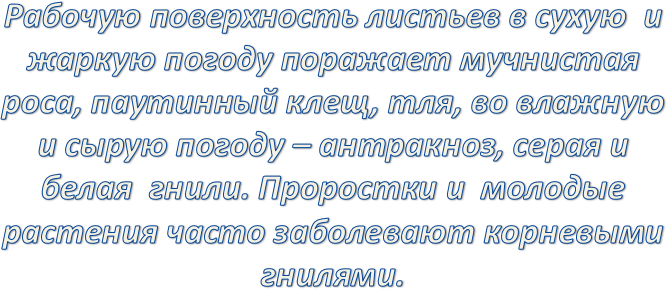 Рабочую поверхность листьев в сухую и
жаркую погоду поражает мучнистая
роса, паутинный клещ, тля, во влажную
и сырую погоду – антракноз, серая и
белая гнили. Проростки и молодые
растения часто заболевают корневыми
гнилями.